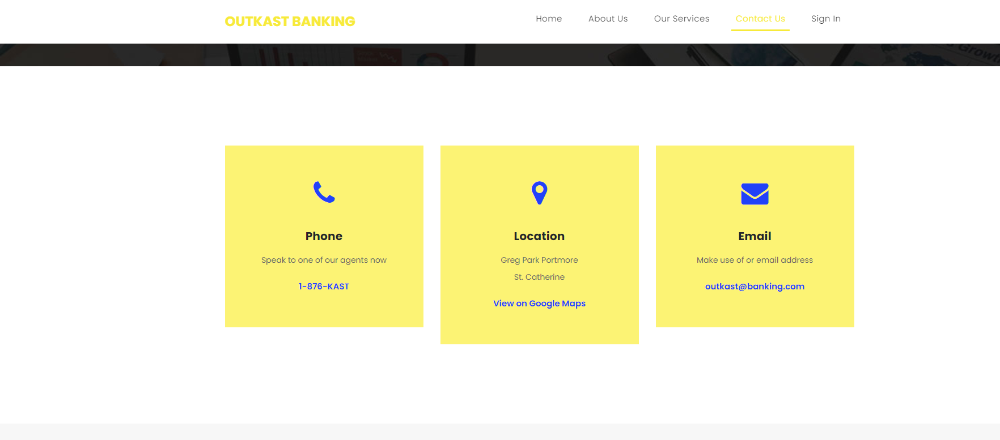 OUTKAST BANKING
Home
About Us
Our Services
Contact Us
Sign In
Growth
Phone
Speak to one of our agents now
1-876-KAST
Location
Greg Park Portmore
St. Catherine
View on Google Maps
Email
Make use of or email address
outkast@banking.com